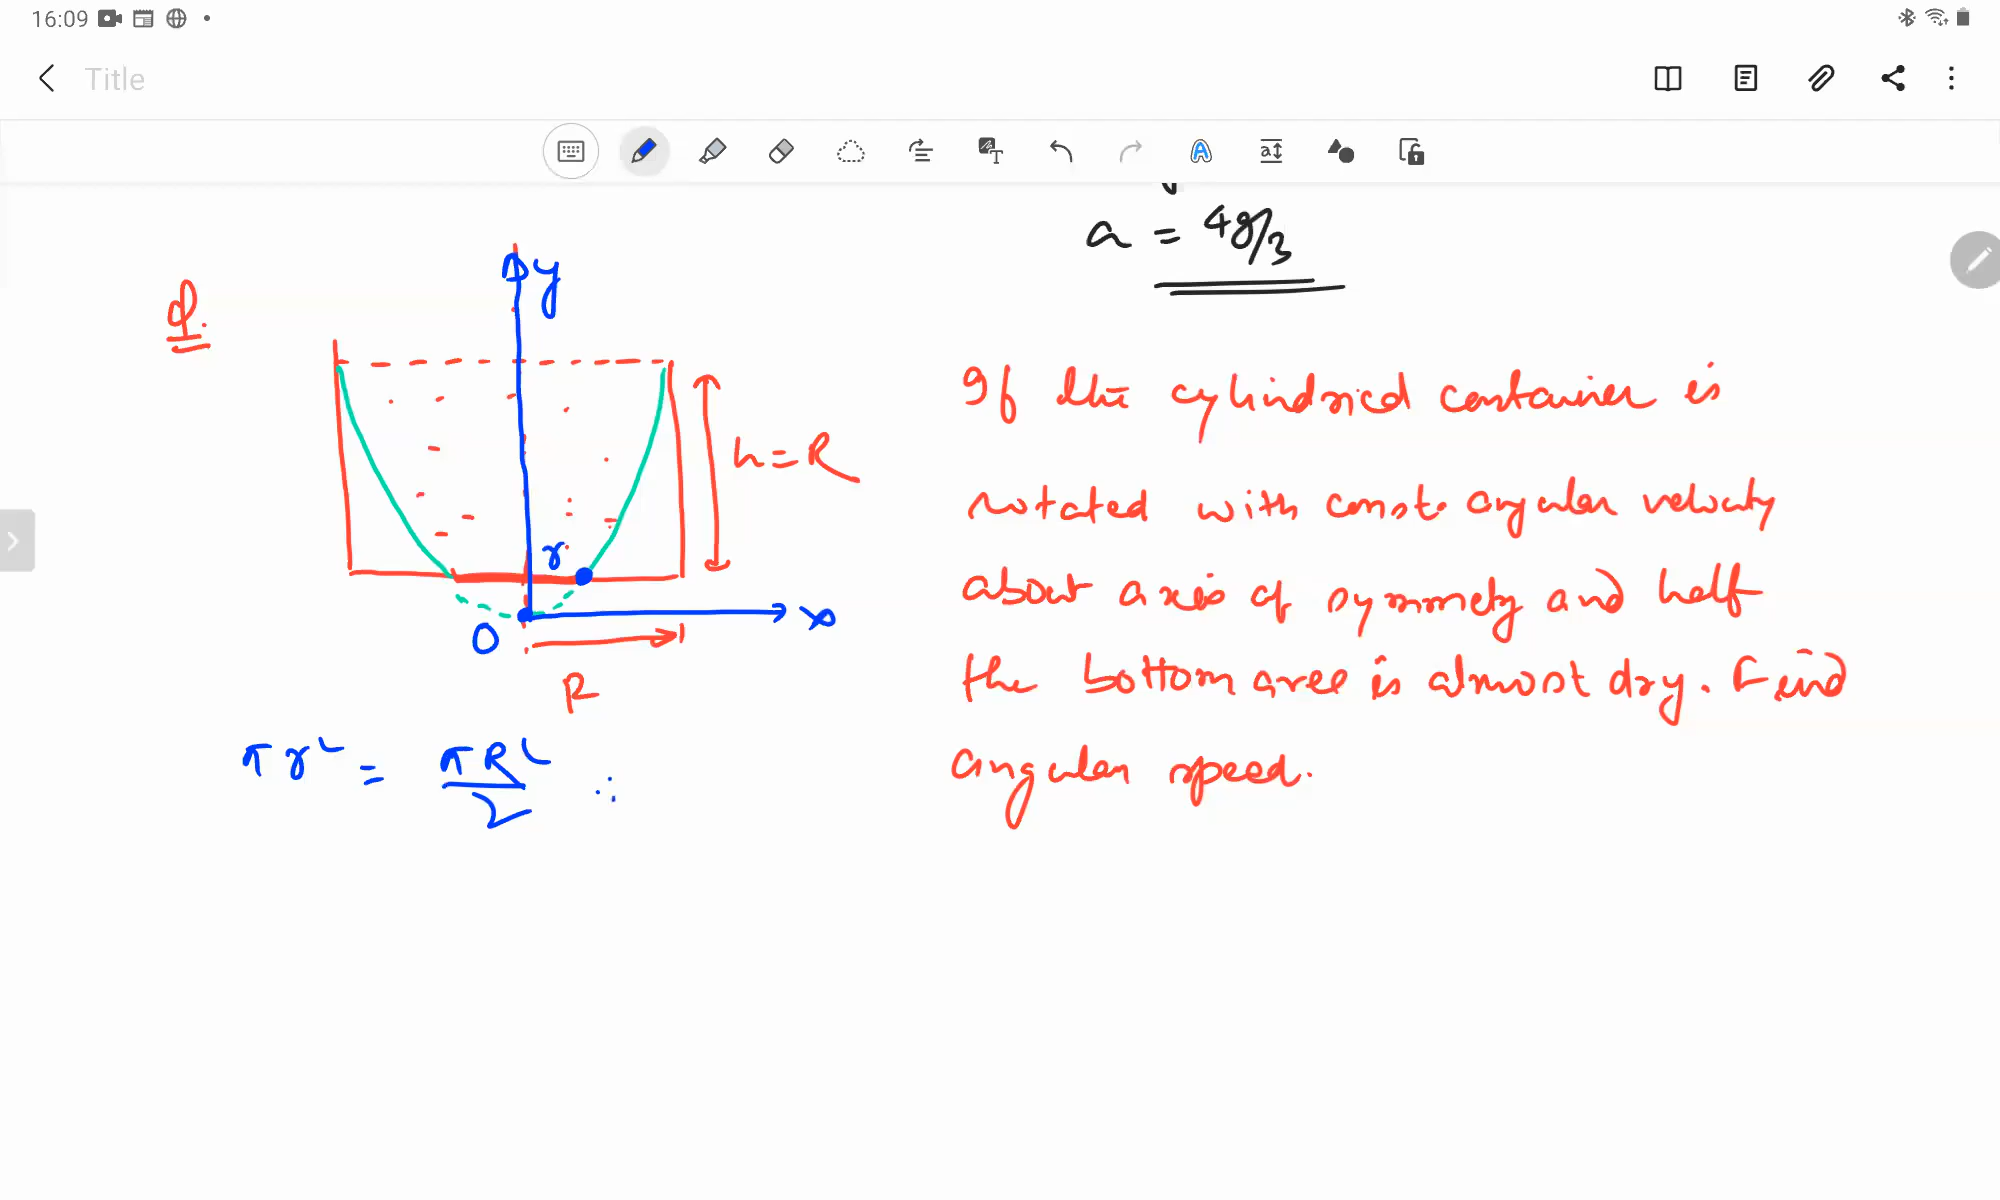 16:09
Title
a = 4g/3
Q.
y
If the cylindrical container is
h = R
rotated with const. angular velocity
r
about axis of symmety and half
O
x
the bottom area is almost dry. Find
R
πr² = πR²/2 ∴
angular speed.